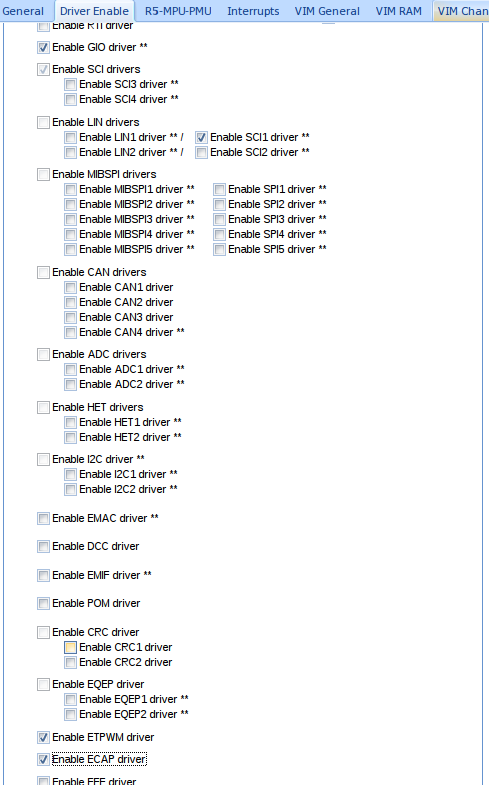 General Driver Enable R5-MPU-PMU Interrupts VIM General VIM RAM VIM Chan
Enable RTI driver
Enable GIO driver **
Enable SCI drivers
Enable SCI3 driver **
Enable SCI4 driver **
Enable LIN drivers
Enable LIN1 driver ** / Enable SCI1 driver **
Enable LIN2 driver ** / Enable SCI2 driver **
Enable MIBSPI drivers
Enable MIBSPI1 driver ** Enable SPI1 driver **
Enable MIBSPI2 driver ** Enable SPI2 driver **
Enable MIBSPI3 driver ** Enable SPI3 driver **
Enable MIBSPI4 driver ** Enable SPI4 driver **
Enable MIBSPI5 driver ** Enable SPI5 driver **
Enable CAN drivers
Enable CAN1 driver
Enable CAN2 driver
Enable CAN3 driver
Enable CAN4 driver **
Enable ADC drivers
Enable ADC1 driver **
Enable ADC2 driver **
Enable HET drivers
Enable HET1 driver **
Enable HET2 driver **
Enable I2C driver **
Enable I2C1 driver **
Enable I2C2 driver **
Enable EMAC driver **
Enable DCC driver
Enable EMIF driver **
Enable POM driver
Enable CRC driver
Enable CRC1 driver
Enable CRC2 driver
Enable EQEP driver
Enable EQEP1 driver **
Enable EQEP2 driver **
Enable ETPWM driver
Enable ECAP driver
Enable FEE driver